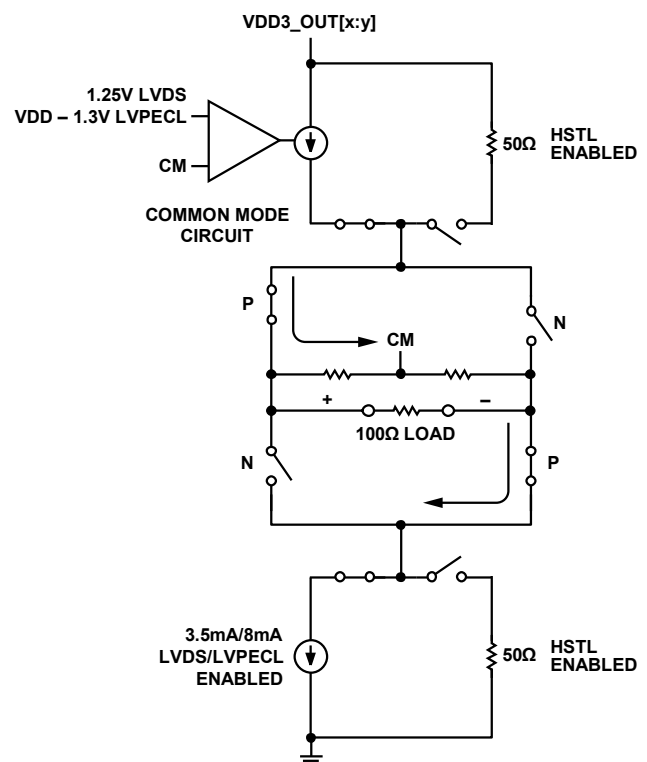 VDD3_OUT[x:y]
1.25V LVDS
VDD – 1.3V LVPECL
CM
COMMON MODE
CIRCUIT
50Ω
HSTL
ENABLED
P
N
CM
+
–
100Ω LOAD
N
P
3.5mA/8mA
LVDS/LVPECL
ENABLED
50Ω
HSTL
ENABLED